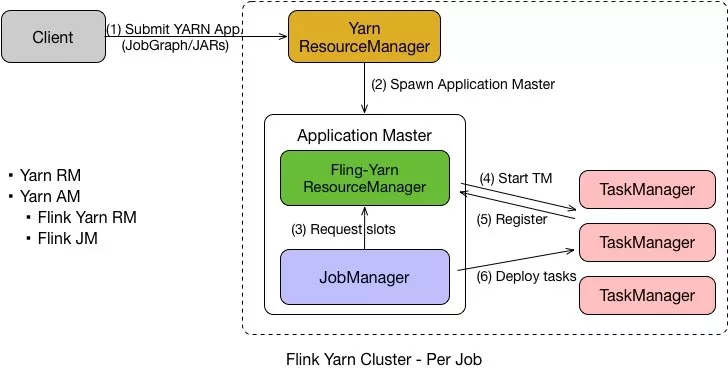 Client
(1) Submit YARN App
(JobGraph/JARs)
Yarn
ResourceManager
(2) Spawn Application Master
Application Master
Fling-Yarn
ResourceManager
(3) Request slots
JobManager
(4) Start TM
(5) Register
(6) Deploy tasks
TaskManager
TaskManager
TaskManager
▪ Yarn RM
▪ Yarn AM
▪ Flink Yarn RM
▪ Flink JM
Flink Yarn Cluster - Per Job